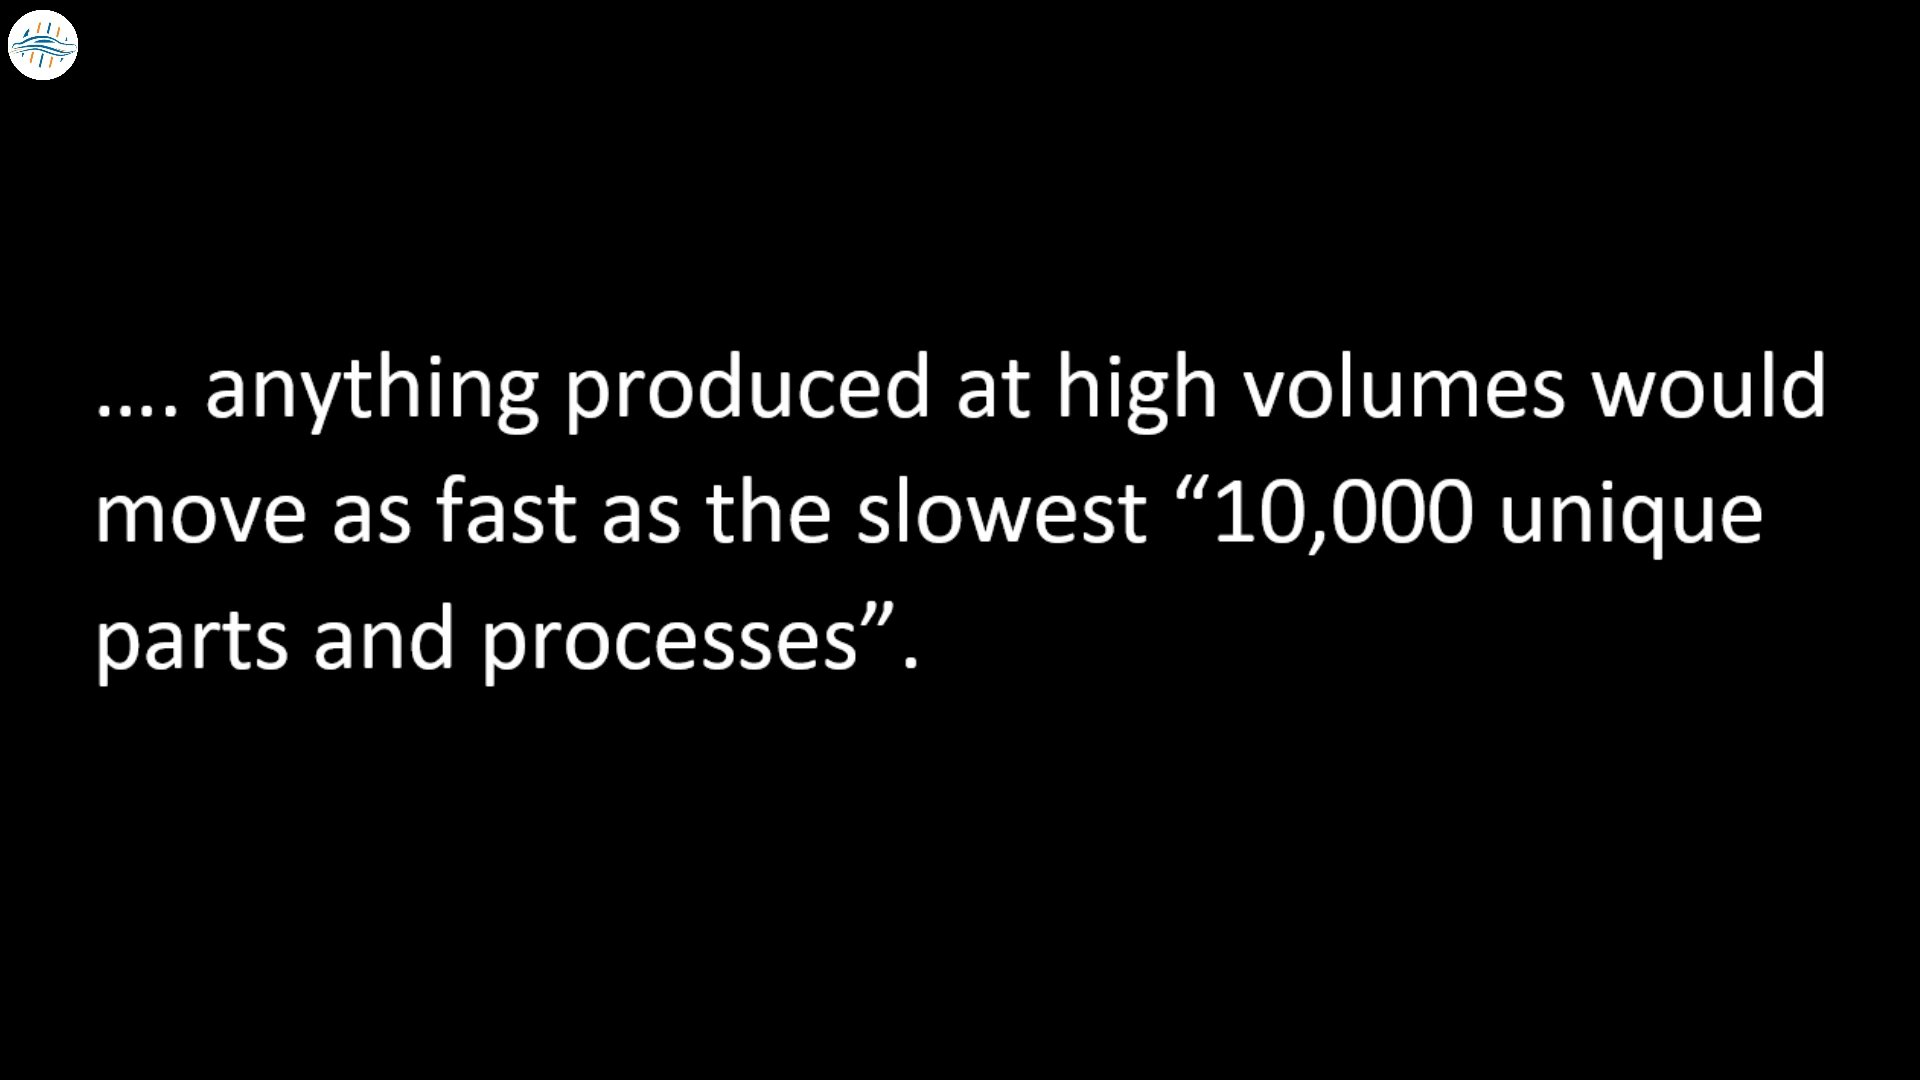 .... anything produced at high volumes would
move as fast as the slowest “10,000 unique
parts and processes”.